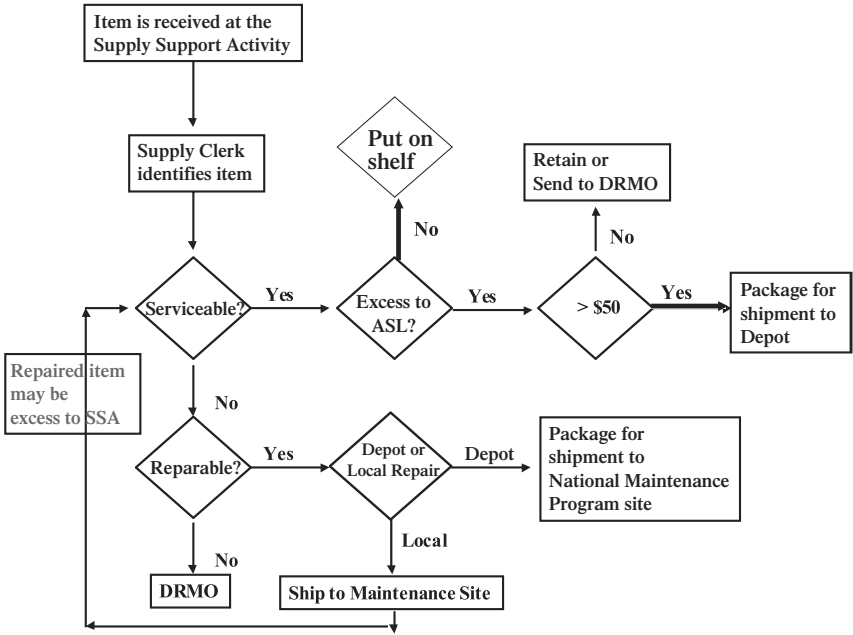 Item is received at the
Supply Support Activity
Supply Clerk
identifies item
Put on
shelf
Retain or
Send to DRMO
No
No
Serviceable?
Yes
Excess to
ASL?
Yes
> $50
Yes
Package for
shipment to
Depot
Repaired item
may be
excess to SSA
No
Reparable?
Yes
Depot or
Local Repair
Depot
Package for
shipment to
National Maintenance
Program site
No
Local
DRMO
Ship to Maintenance Site